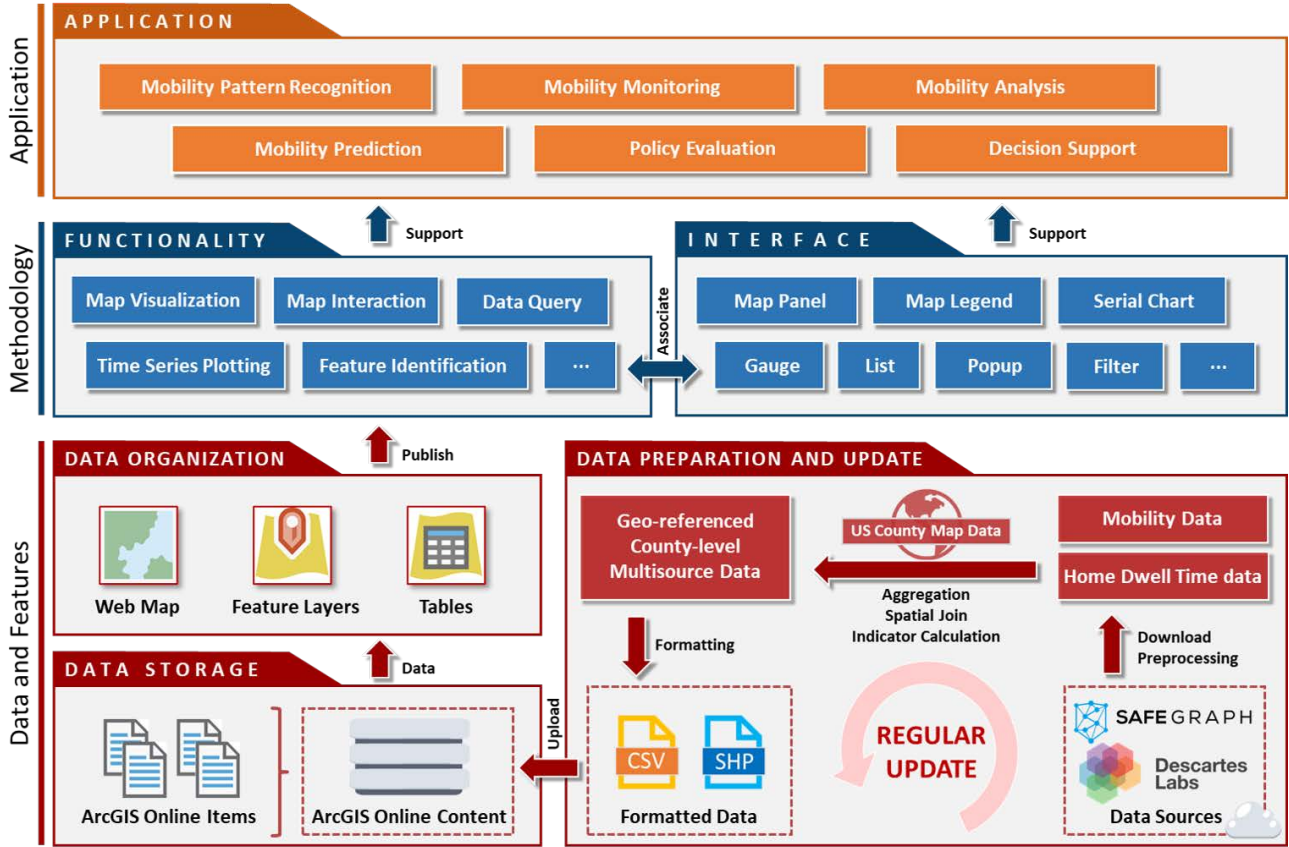 Application
APPLICATION
Mobility Pattern Recognition
Mobility Monitoring
Mobility Analysis
Mobility Prediction
Policy Evaluation
Decision Support
Support
Support
Methodology
FUNCTIONALITY
Map Visualization
Map Interaction
Data Query
Time Series Plotting
Feature Identification
...
Associate
INTERFACE
Map Panel
Map Legend
Serial Chart
Gauge
List
Popup
Filter
...
Publish
Data and Features
DATA ORGANIZATION
Web Map
Feature Layers
Tables
Data
DATA STORAGE
ArcGIS Online Items
ArcGIS Online Content
Upload
DATA PREPARATION AND UPDATE
Geo-referenced
County-level
Multisource Data
US County Map Data
Aggregation
Spatial Join
Indicator Calculation
Mobility Data
Home Dwell Time data
Formatting
Download
Preprocessing
CSV
SHP
Formatted Data
REGULAR
UPDATE
SAFEGRAPH
Descartes
Labs
Data Sources